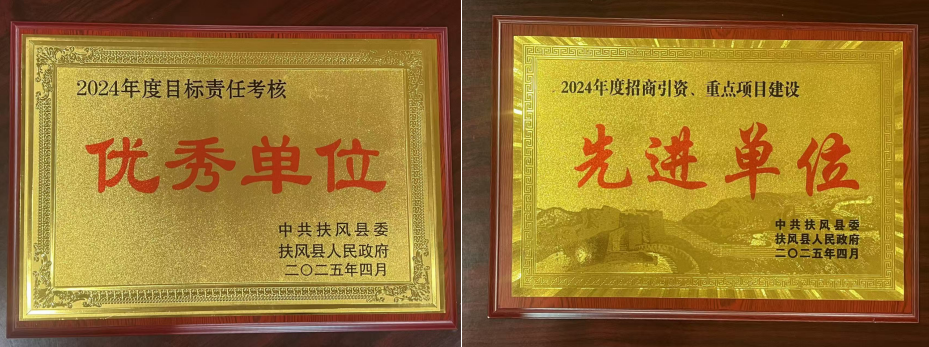 2024年度目标责任考核
优秀单位
中共扶风县委
扶风县人民政府
二〇二五年四月
2024年度招商引资、重点项目建设
先进单位
中共扶风县委
扶风县人民政府
二〇二五年四月